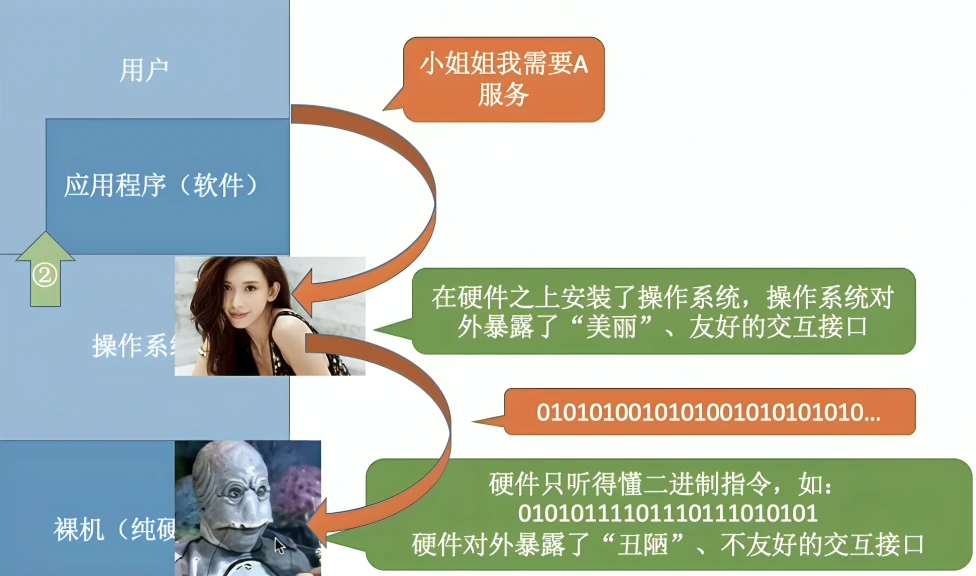 用户
小姐姐我需要A
服务
应用程序（软件）
②
在硬件之上安装了操作系统，操作系统对
外暴露了“美丽”、友好的交互接口
操作系
0101010010101001010101010...
硬件只听得懂二进制指令，如：
01010111101110111010101
硬件对外暴露了“丑陋”、不友好的交互接口
裸机（纯硬